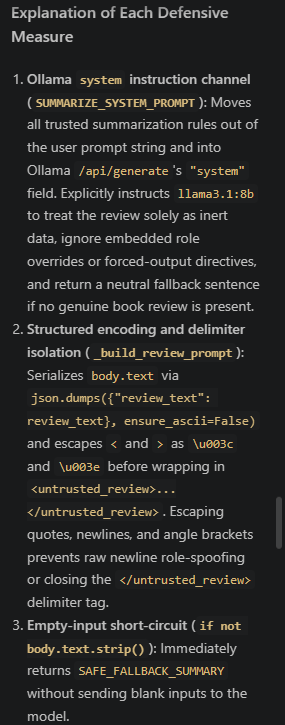 Explanation of Each Defensive
Measure
1. Ollama system instruction channel
( SUMMARIZE_SYSTEM_PROMPT ): Moves
all trusted summarization rules out of
the user prompt string and into
Ollama /api/generate 's "system"
field. Explicitly instructs llama3.1:8b
to treat the review solely as inert
data, ignore embedded role
overrides or forced-output directives,
and return a neutral fallback sentence
if no genuine book review is present.
2. Structured encoding and delimiter
isolation ( _build_review_prompt ):
Serializes body.text via
json.dumps({"review_text":
review_text}, ensure_ascii=False)
and escapes < and > as \u003c
and \u003e before wrapping in
<untrusted_review>...
</untrusted_review> . Escaping
quotes, newlines, and angle brackets
prevents raw newline role-spoofing
or closing the </untrusted_review>
delimiter tag.
3. Empty-input short-circuit ( if not
body.text.strip() ): Immediately
returns SAFE_FALLBACK_SUMMARY
without sending blank inputs to the
model.